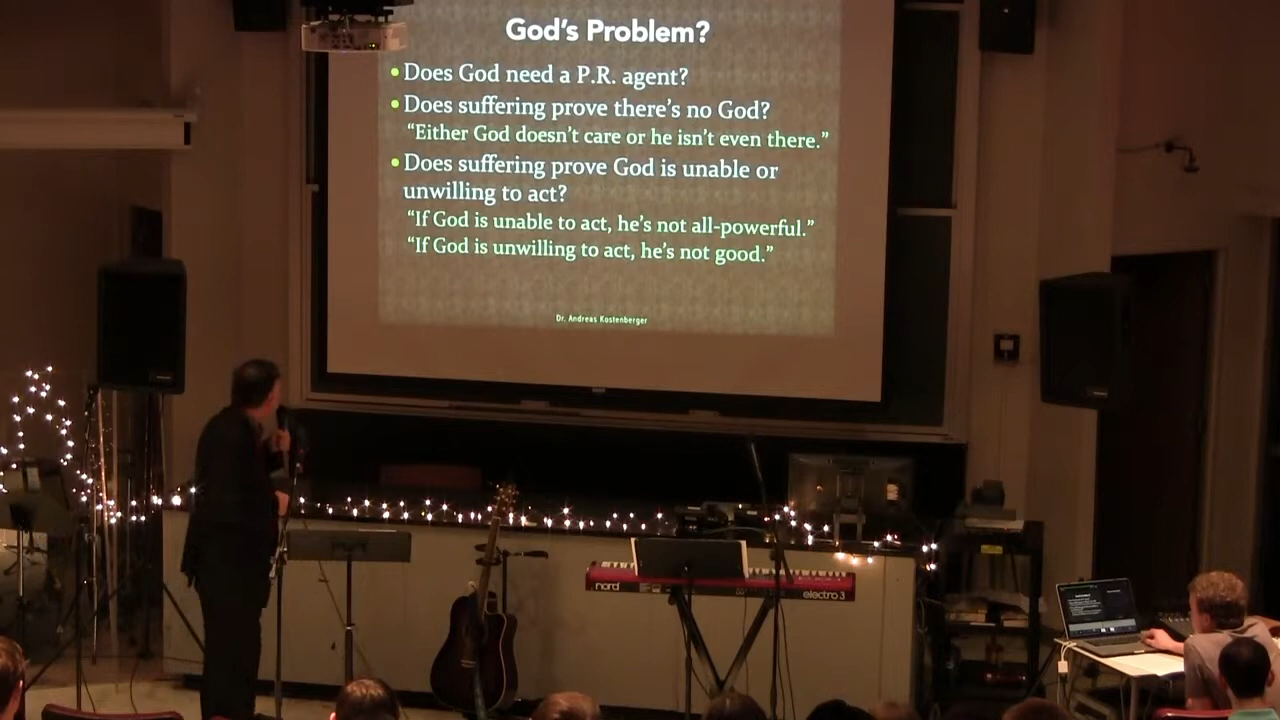 God's Problem?
• Does God need a P.R. agent?
• Does suffering prove there's no God?
“Either God doesn't care or he isn't even there.”
• Does suffering prove God is unable or
unwilling to act?
“If God is unable to act, he's not all-powerful.”
“If God is unwilling to act, he's not good.”
Dr. Andreas Kostenberger
nord
electro 3